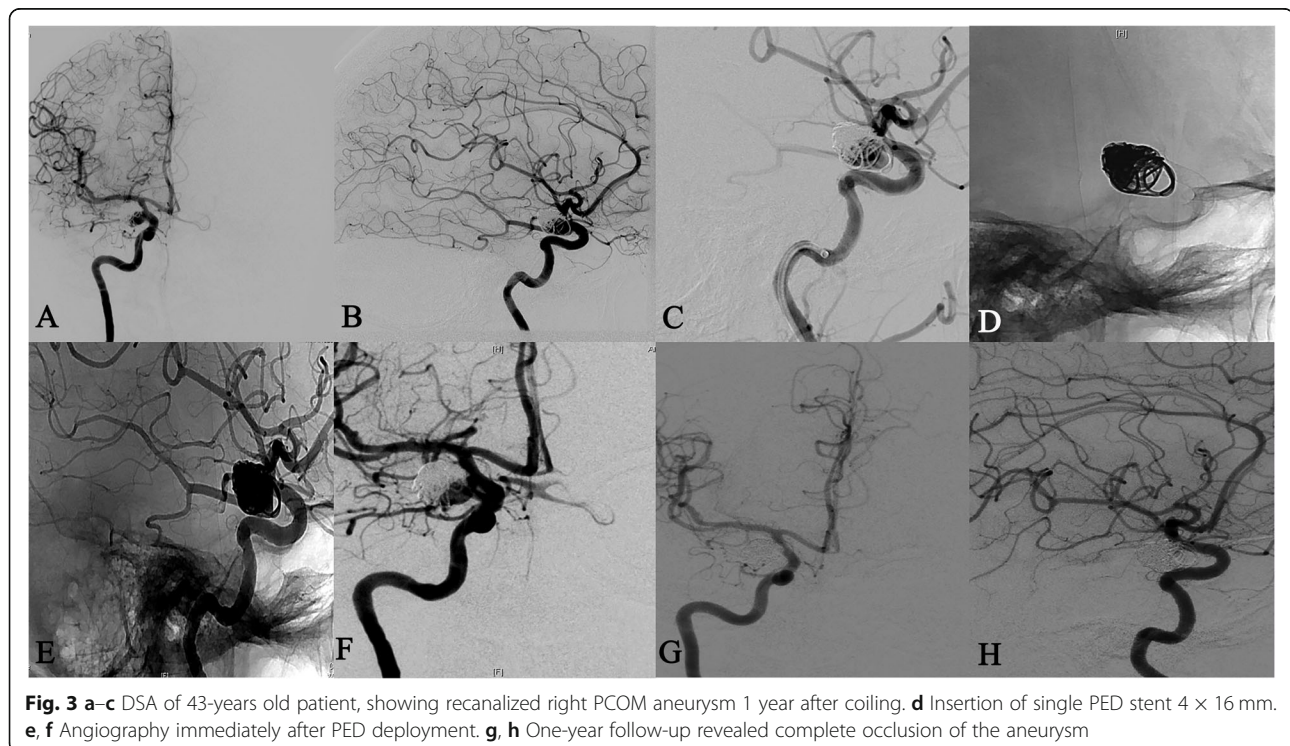 [H]
A
B
C
D
[H]
E
F
[F]
G
H
Fig. 3 a–c DSA of 43-years old patient, showing recanalized right PCOM aneurysm 1 year after coiling. d Insertion of single PED stent 4 × 16 mm.
e, f Angiography immediately after PED deployment. g, h One-year follow-up revealed complete occlusion of the aneurysm